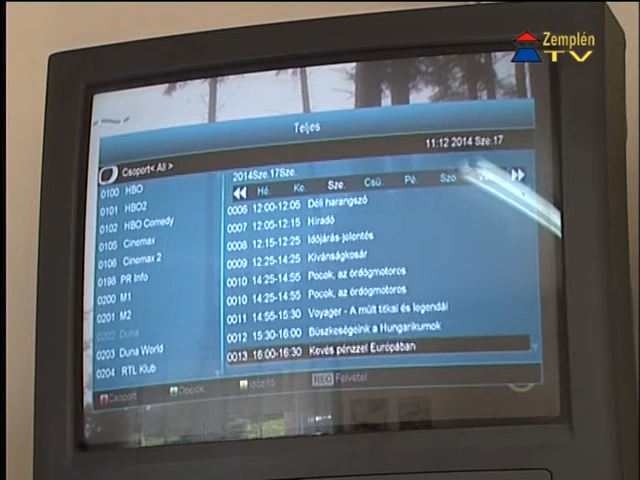 Zemplén
TV
Teljes
11:12 2014 Sze.17
Csoport< All >
0100 HBO
0101 HBO2
0102 HBO Comedy
0105 Cinemax
0106 Cinemax 2
0198 PR Info
0200 M1
0201 M2
0202 Duna
0203 Duna World
0204 RTL Klub
2014Sze.17Sze.
Hé. Ke. Sze. Csü. Pé. Szo.
0006 12:00-12:05 Déli harangszó
0007 12:05-12:15 Híradó
0008 12:15-12:25 Időjárás-jelentés
0009 12:25-14:25 Kívánságkosár
0010 14:25-14:55 Pocok, az ördögmotoros
0010 14:25-14:55 Pocok, az ördögmotoros
0011 14:55-15:30 Voyager - A múlt titkai és legendái
0012 15:30-16:00 Büszkeségeink a Hungarikumok
0013 16:00-16:30 Kevés pénzzel Európában
Csoport Opciók Időzítő REC Felvétel